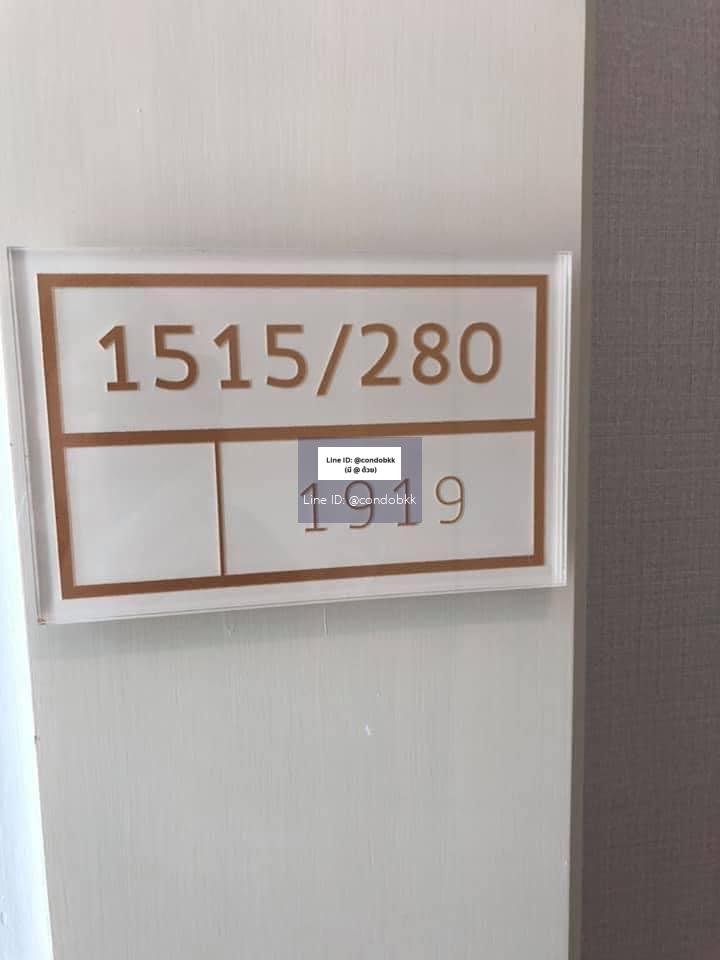 1515/280
Line ID: @condobkk
(มี @ ด้วย)
Line ID: @condobkk
1919